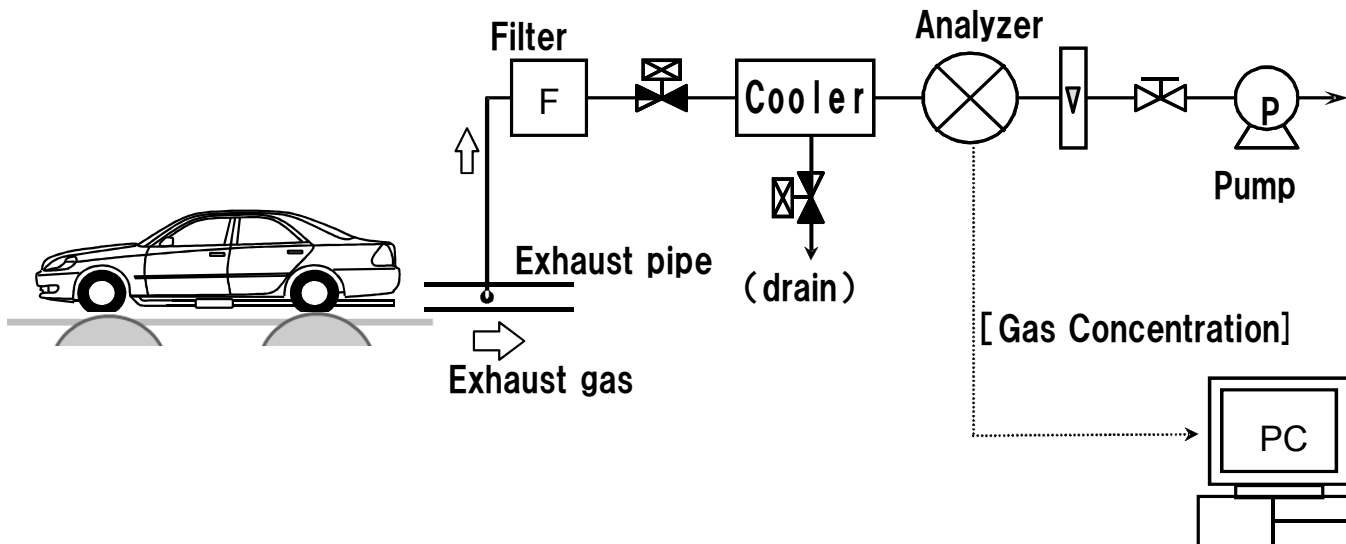 Filter
Analyzer
F
Cooler
P
Pump
Exhaust pipe
(drain)
[Gas Concentration]
Exhaust gas
PC